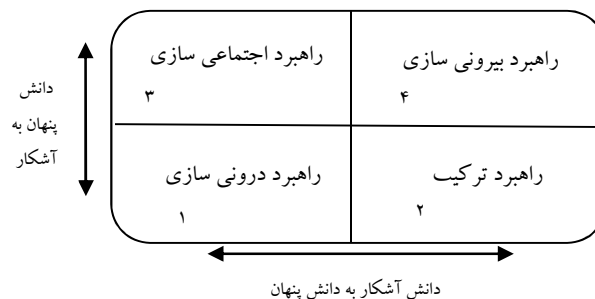 راهبرد بیرونی سازی
۴
راهبرد اجتماعی سازی
۳
دانش
پنهان به
آشکار
راهبرد ترکیب
۲
راهبرد درونی سازی
۱
دانش آشکار به دانش پنهان